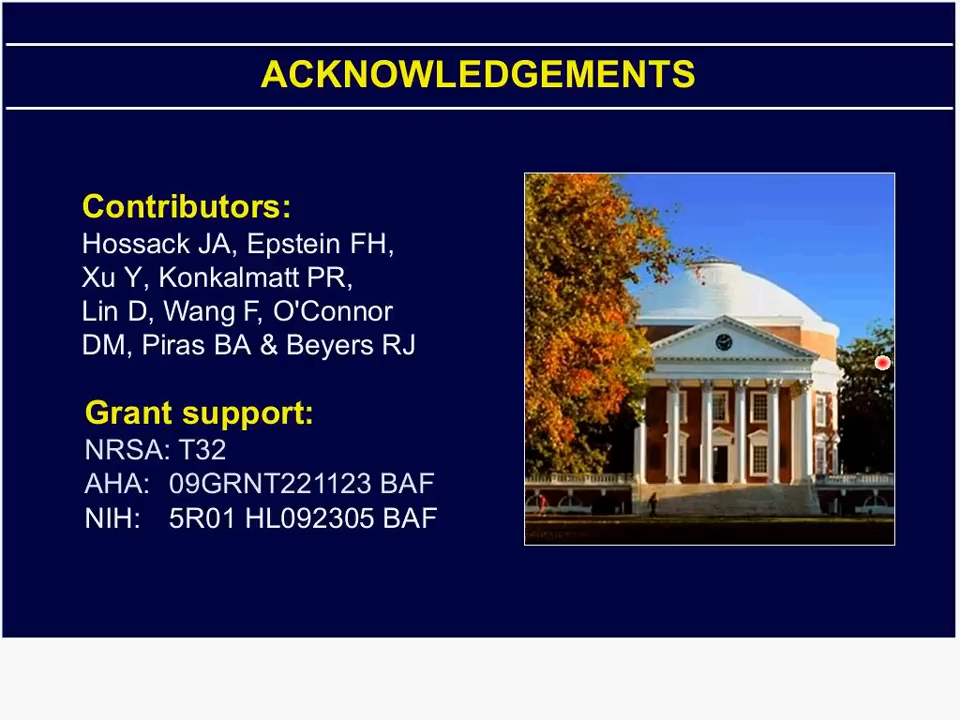 ACKNOWLEDGEMENTS
Contributors:
Hossack JA, Epstein FH,
Xu Y, Konkalmatt PR,
Lin D, Wang F, O'Connor
DM, Piras BA & Beyers RJ
Grant support:
NRSA: T32
AHA: 09GRNT221123 BAF
NIH: 5R01 HL092305 BAF